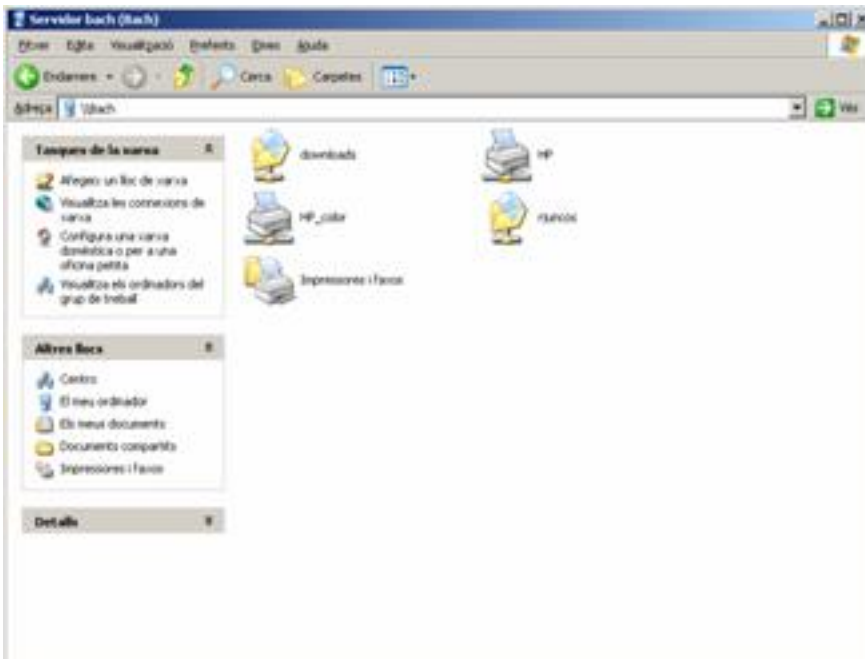 Servidor bach (Bach)
Fitxer Edita Visualització Preferits Eines Ajuda
Endarrere Cerca Carpetes
Adreça \\bach Vés
Tasques de la xarxa
Afegeix un lloc de xarxa
Visualitza les connexions de
xarxa
Configura una xarxa
domèstica o per a una
oficina petita
Visualitza els ordinadors del
grup de treball
Altres llocs
Centro
El meu ordinador
Els meus documents
Documents compartits
Impressores i faxos
Detalls
downloads
HP
HP_color
rjuncos
Impressores i faxos